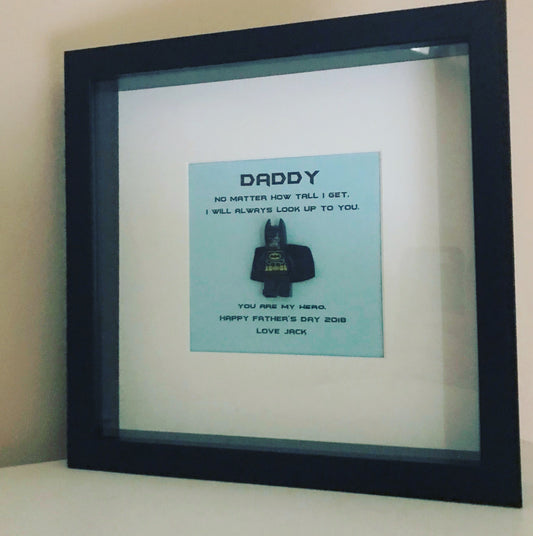 DADDY
NO MATTER HOW TALL I GET,
I WILL ALWAYS LOOK UP TO YOU.
YOU ARE MY HERO.
HAPPY FATHER'S DAY 2018
LOVE JACK